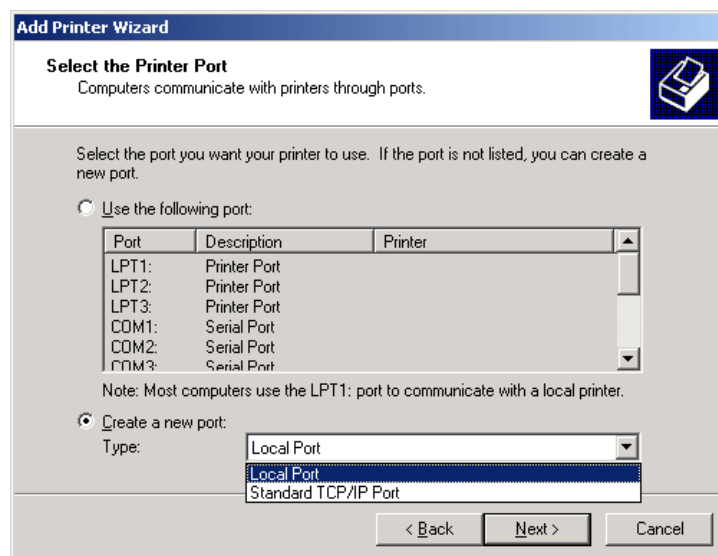 Add Printer Wizard
Select the Printer Port
Computers communicate with printers through ports.
Select the port you want your printer to use. If the port is not listed, you can create a
new port.
Use the following port:
Port Description Printer
LPT1: Printer Port
LPT2: Printer Port
LPT3: Printer Port
COM1: Serial Port
COM2: Serial Port
COM3: Serial Port
Note: Most computers use the LPT1: port to communicate with a local printer.
Create a new port:
Type: Local Port
Local Port
Standard TCP/IP Port
< Back Next > Cancel